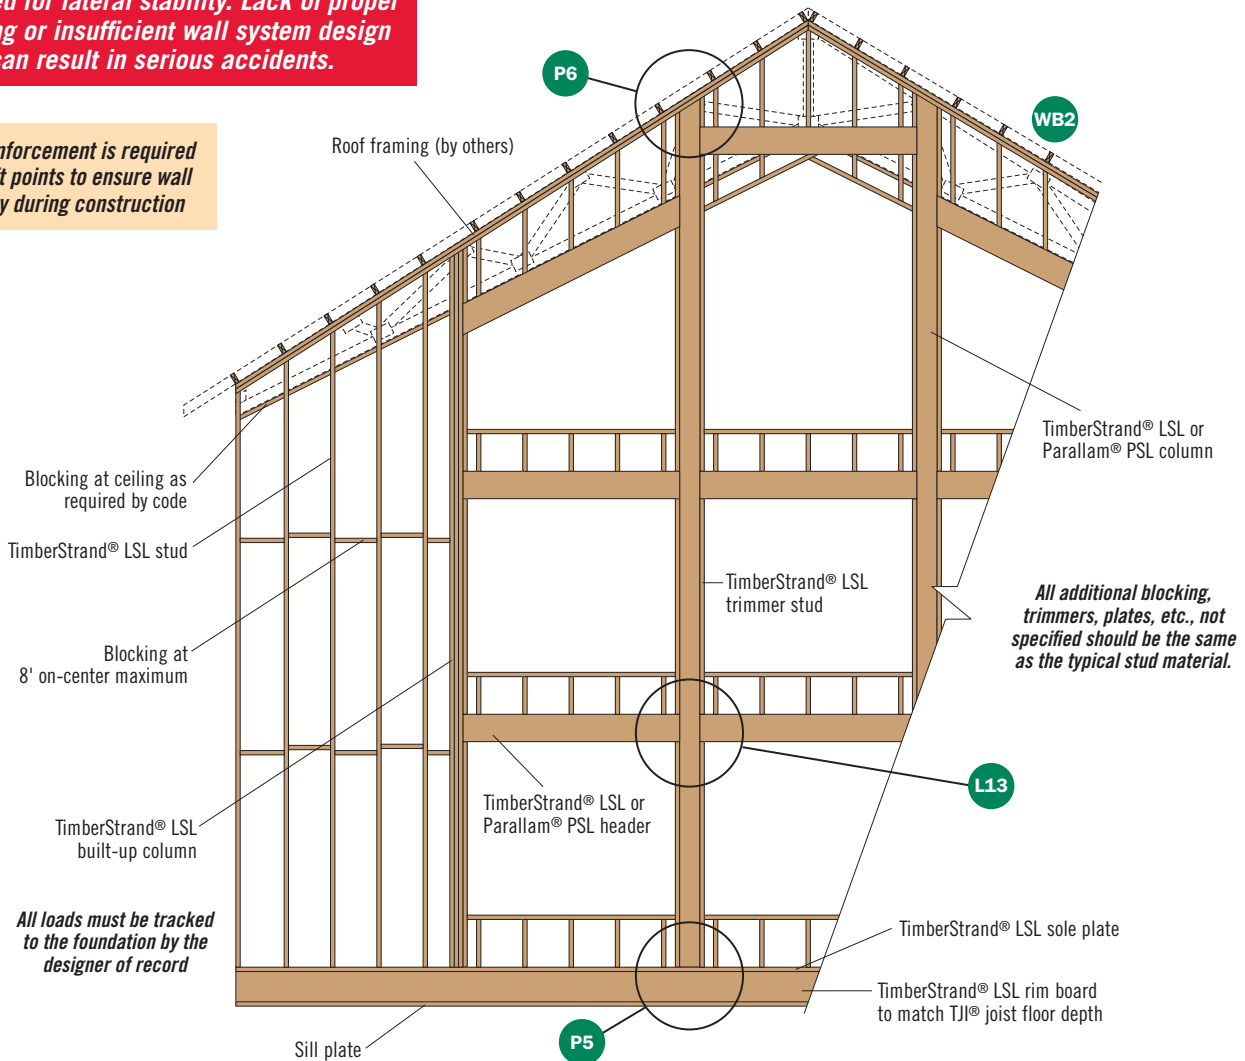 for lateral stability. Lack of proper
or insufficient wall system design
can result in serious accidents.
is required
points to ensure wall
during construction
P6
WB2
Roof framing (by others)
Blocking at ceiling as
required by code
TimberStrand® LSL stud
Blocking at
8' on-center maximum
TimberStrand® LSL
built-up column
All loads must be tracked
to the foundation by the
designer of record
TimberStrand® LSL or
Parallam® PSL column
TimberStrand® LSL
trimmer stud
All additional blocking,
trimmers, plates, etc., not
specified should be the same
as the typical stud material.
L13
TimberStrand® LSL or
Parallam® PSL header
TimberStrand® LSL sole plate
TimberStrand® LSL rim board
to match TJI® joist floor depth
P5
Sill plate